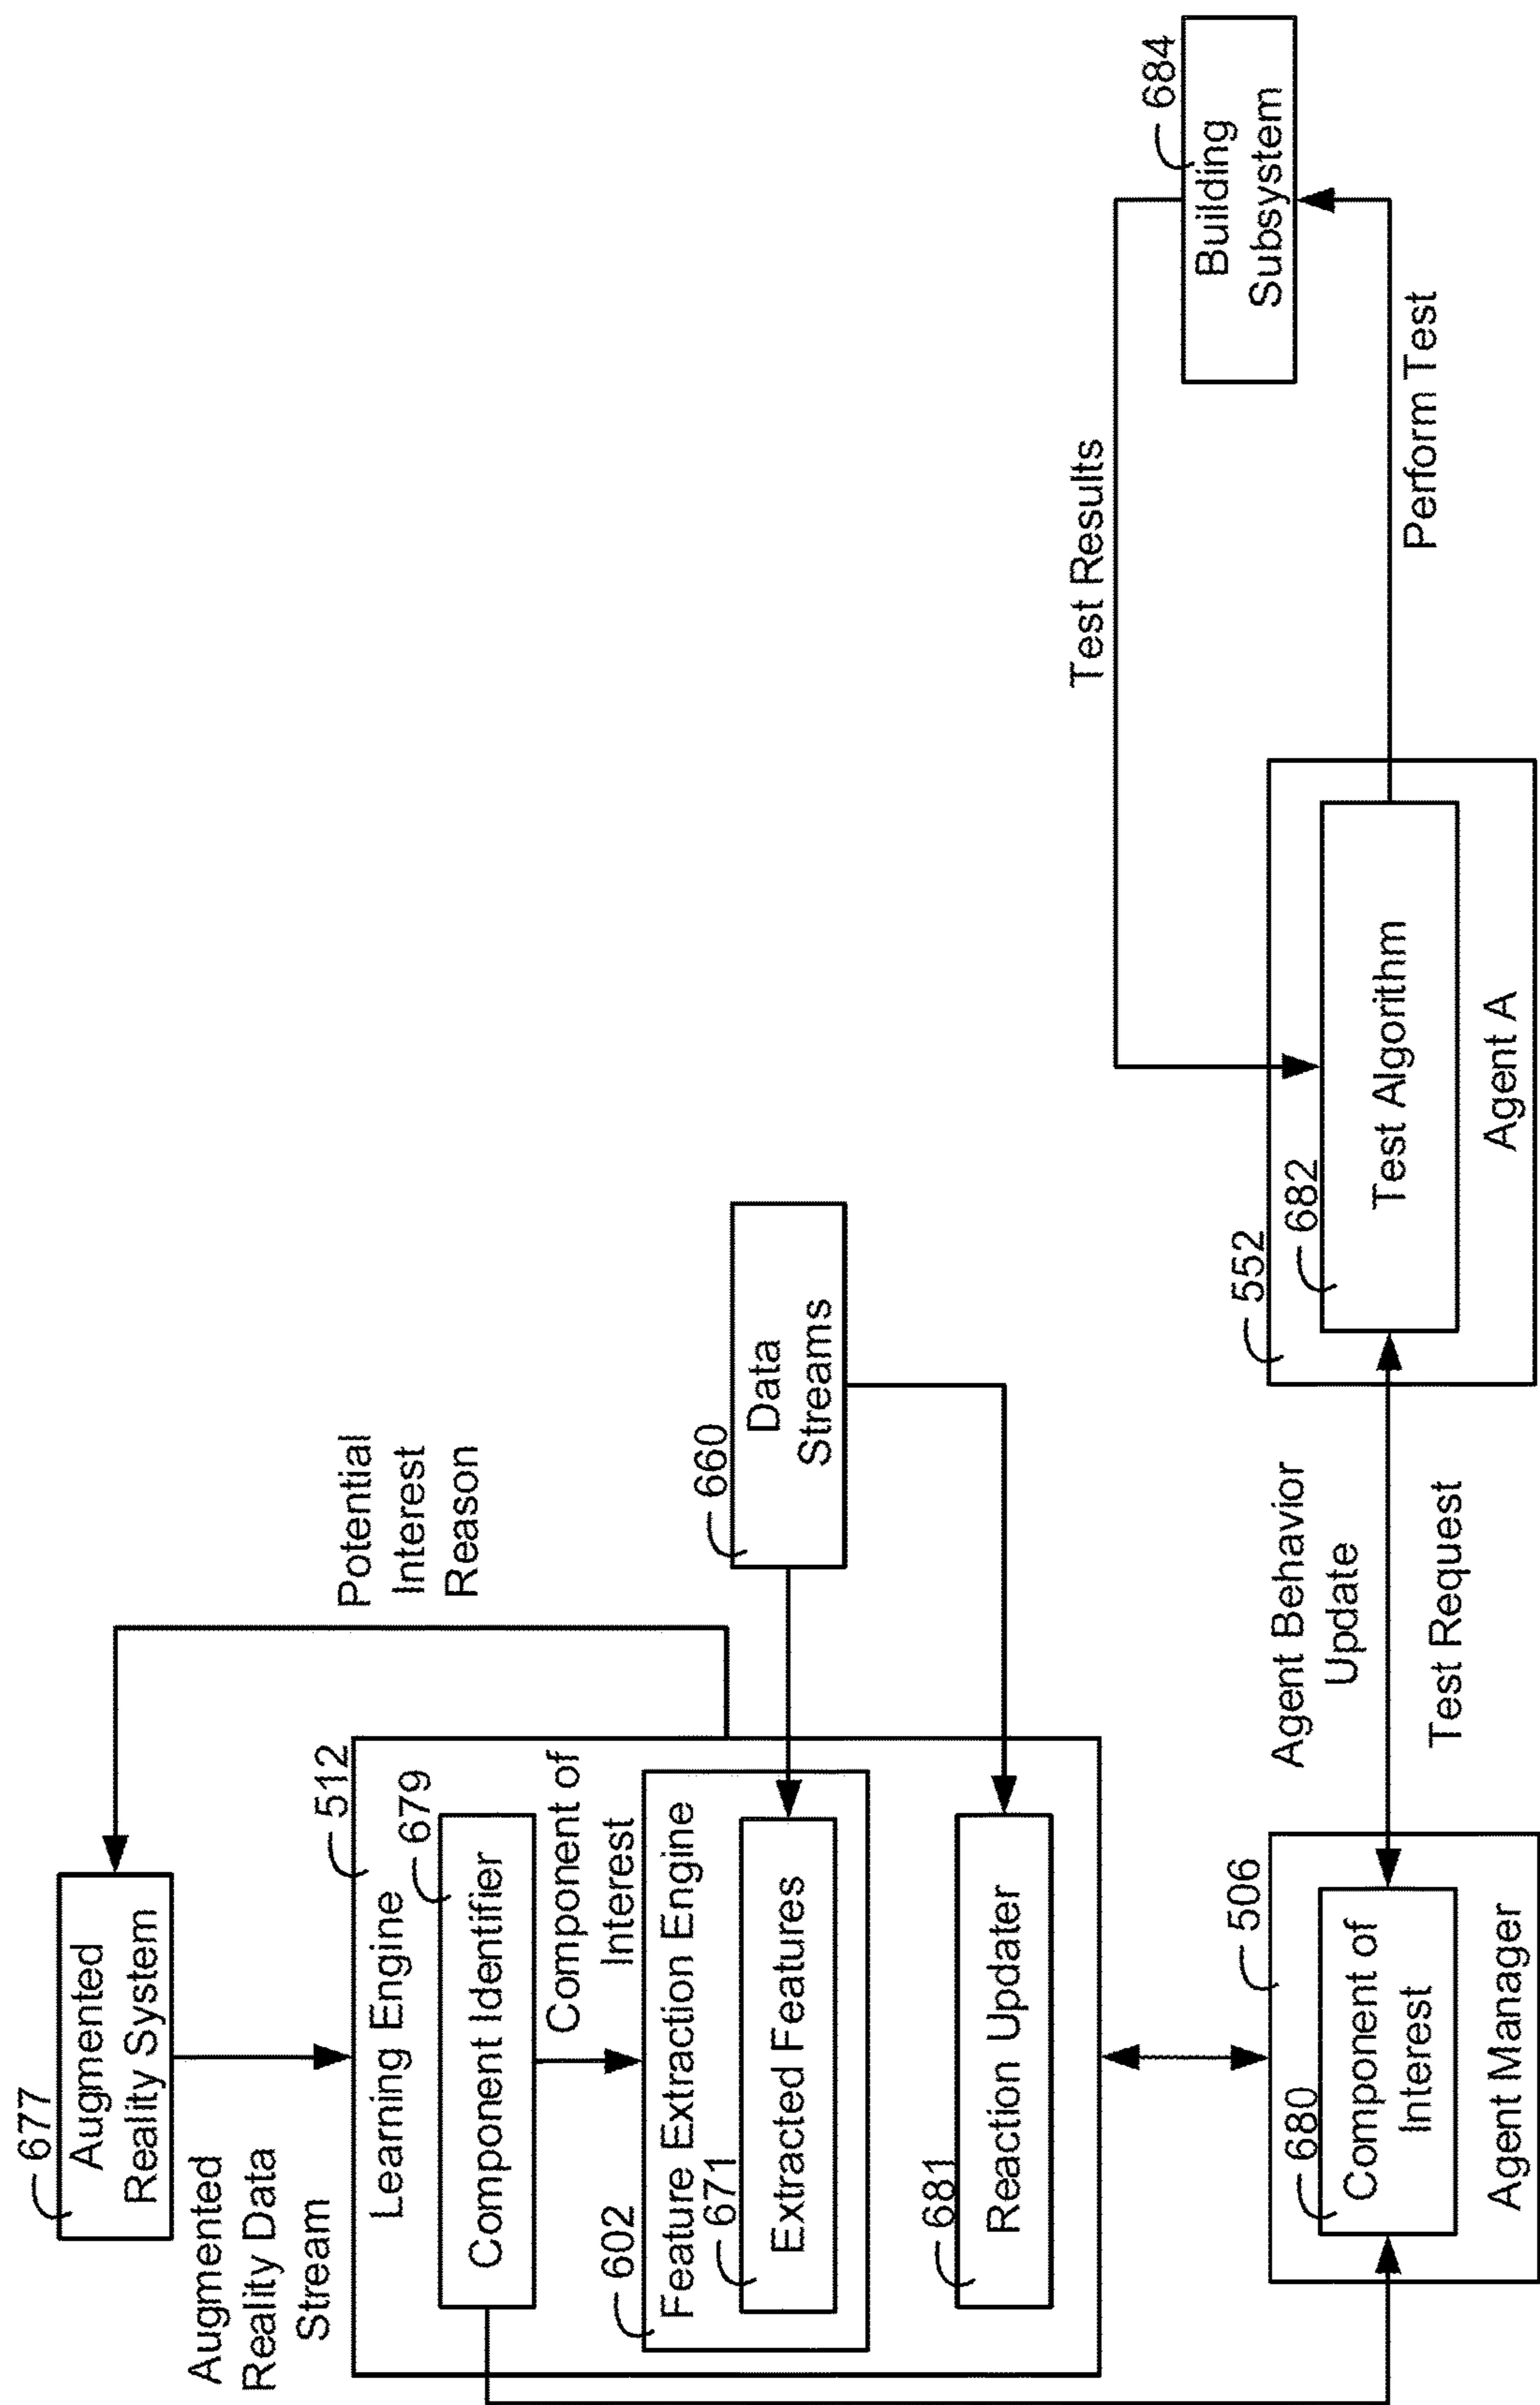 677
Augmented
Reality System
Augmented
Reality Data
Stream
Potential
Interest
Reason
512
Learning Engine
679
Component Identifier
Component of
Interest
602
Feature Extraction Engine
671
Extracted Features
681
Reaction Updater
660
Data
Streams
506
680
Component of
Interest
Agent Manager
Agent Behavior
Update
Test Request
552
682
Test Algorithm
Agent A
Test Results
Perform Test
684
Building
Subsystem